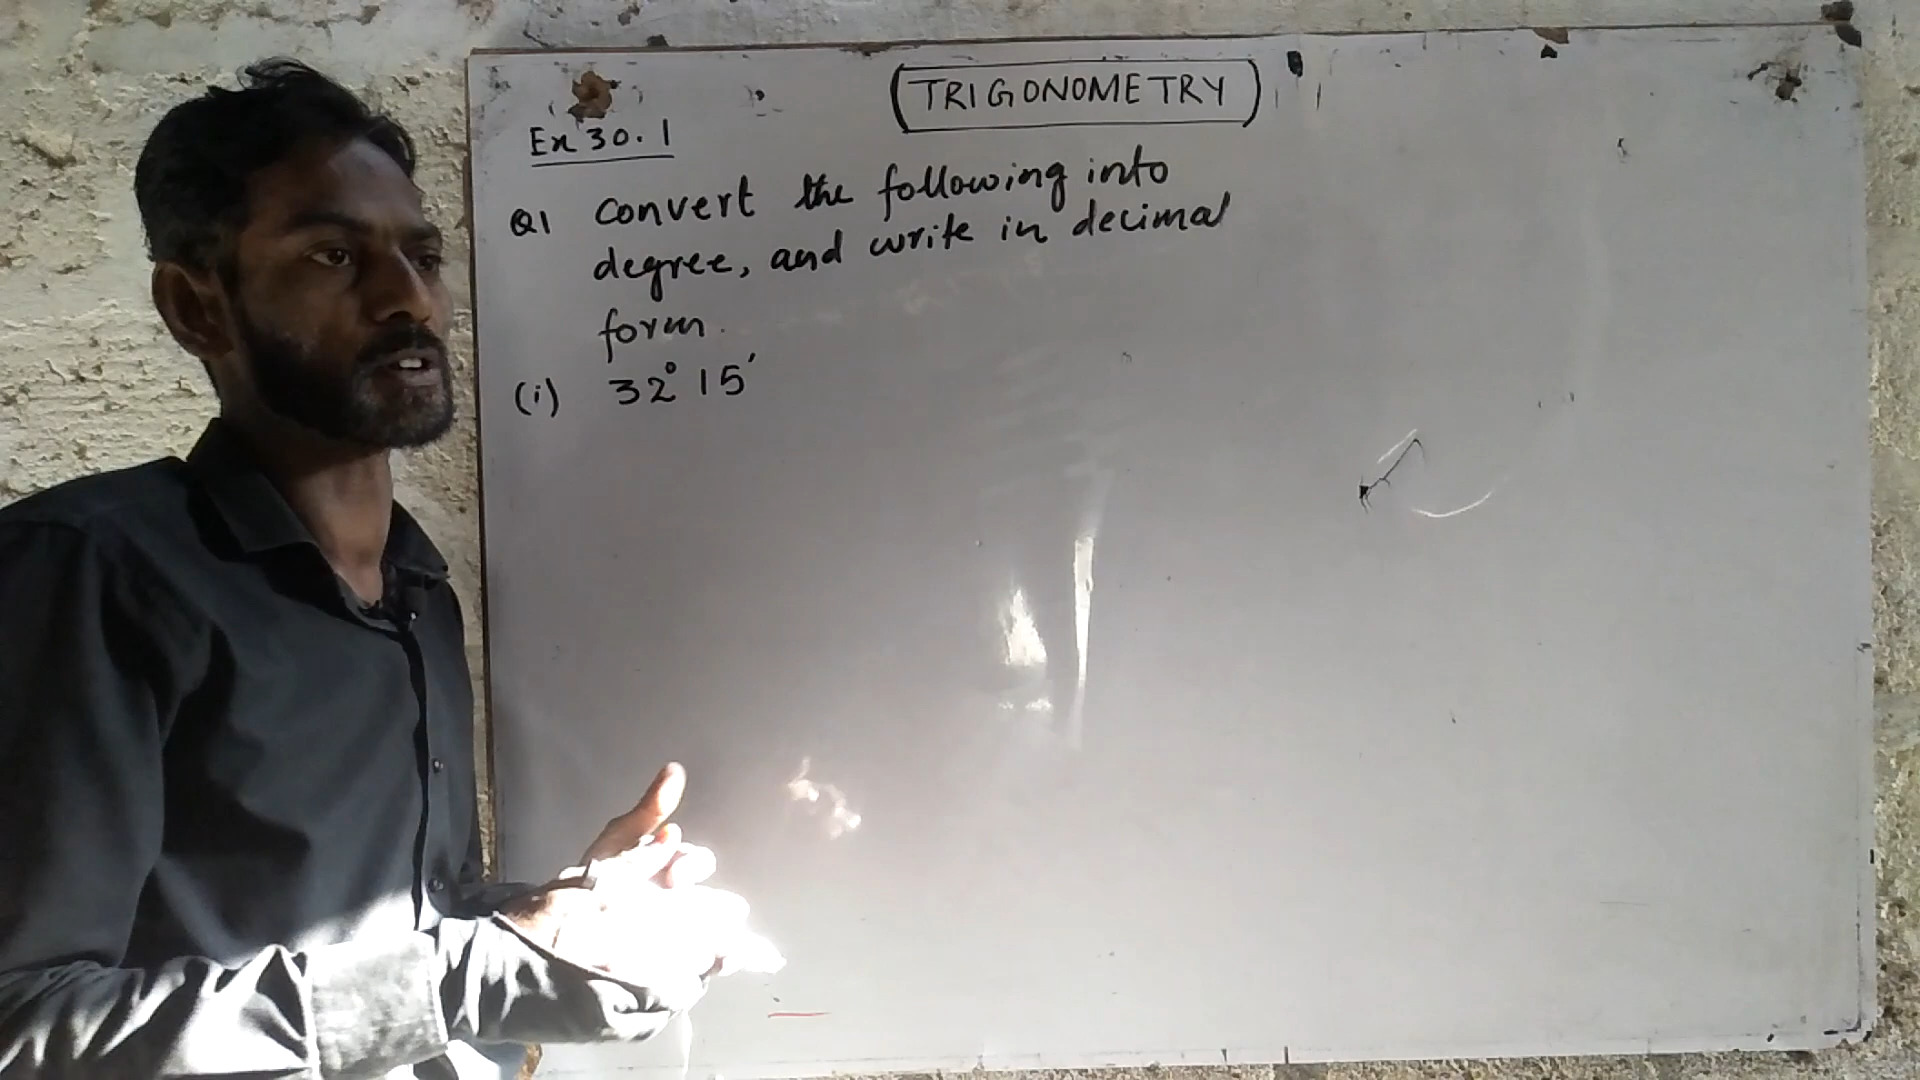 TRIGONOMETRY
Ex 30.1
Q1 convert the following into
degree, and write in decimal
form.
(i) 32° 15′